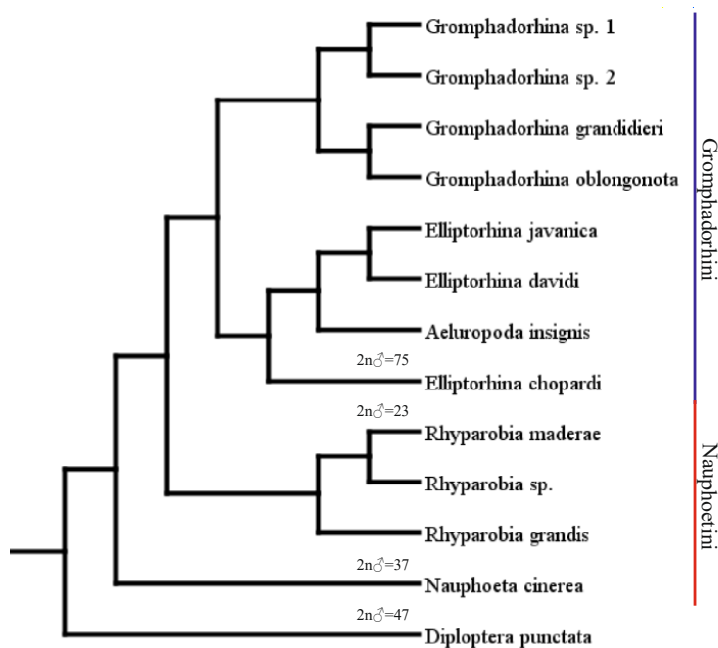 Gromphadorhina sp. 1
Gromphadorhina sp. 2
Gromphadorhina grandidieri
Gromphadorhina oblongonota
Elliptorhina javanica
Elliptorhina davidi
Aeluropoda insignis
2n♂=75
Elliptorhina chopardi
2n♂=23
Rhyparobia maderae
Rhyparobia sp.
Rhyparobia grandis
2n♂=37
Nauphoeta cinerea
2n♂=47
Diploptera punctata
Gromphadorhini
Nauphoetini